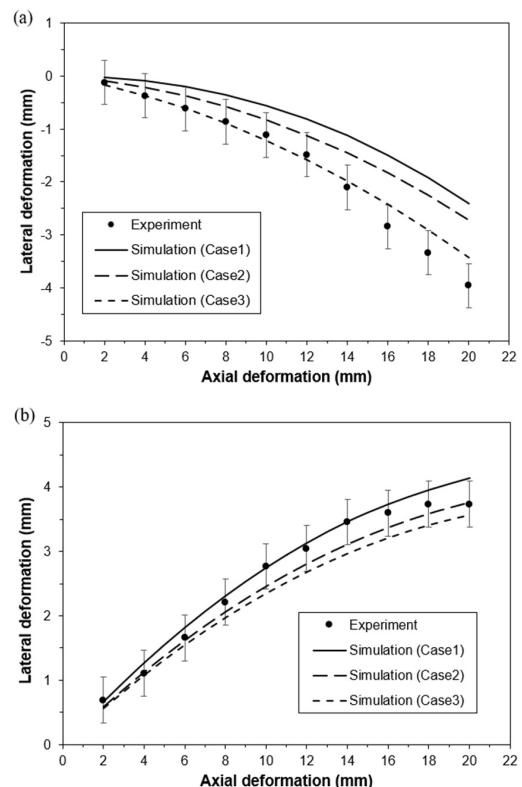 (a)
1
0
-1
-2
-3
-4
-5
Lateral deformation (mm)
Experiment
Simulation (Case1)
Simulation (Case2)
Simulation (Case3)
0 2 4 6 8 10 12 14 16 18 20 22
Axial deformation (mm)
(b)
5
4
3
2
1
0
Lateral deformation (mm)
Experiment
Simulation (Case1)
Simulation (Case2)
Simulation (Case3)
0 2 4 6 8 10 12 14 16 18 20 22
Axial deformation (mm)